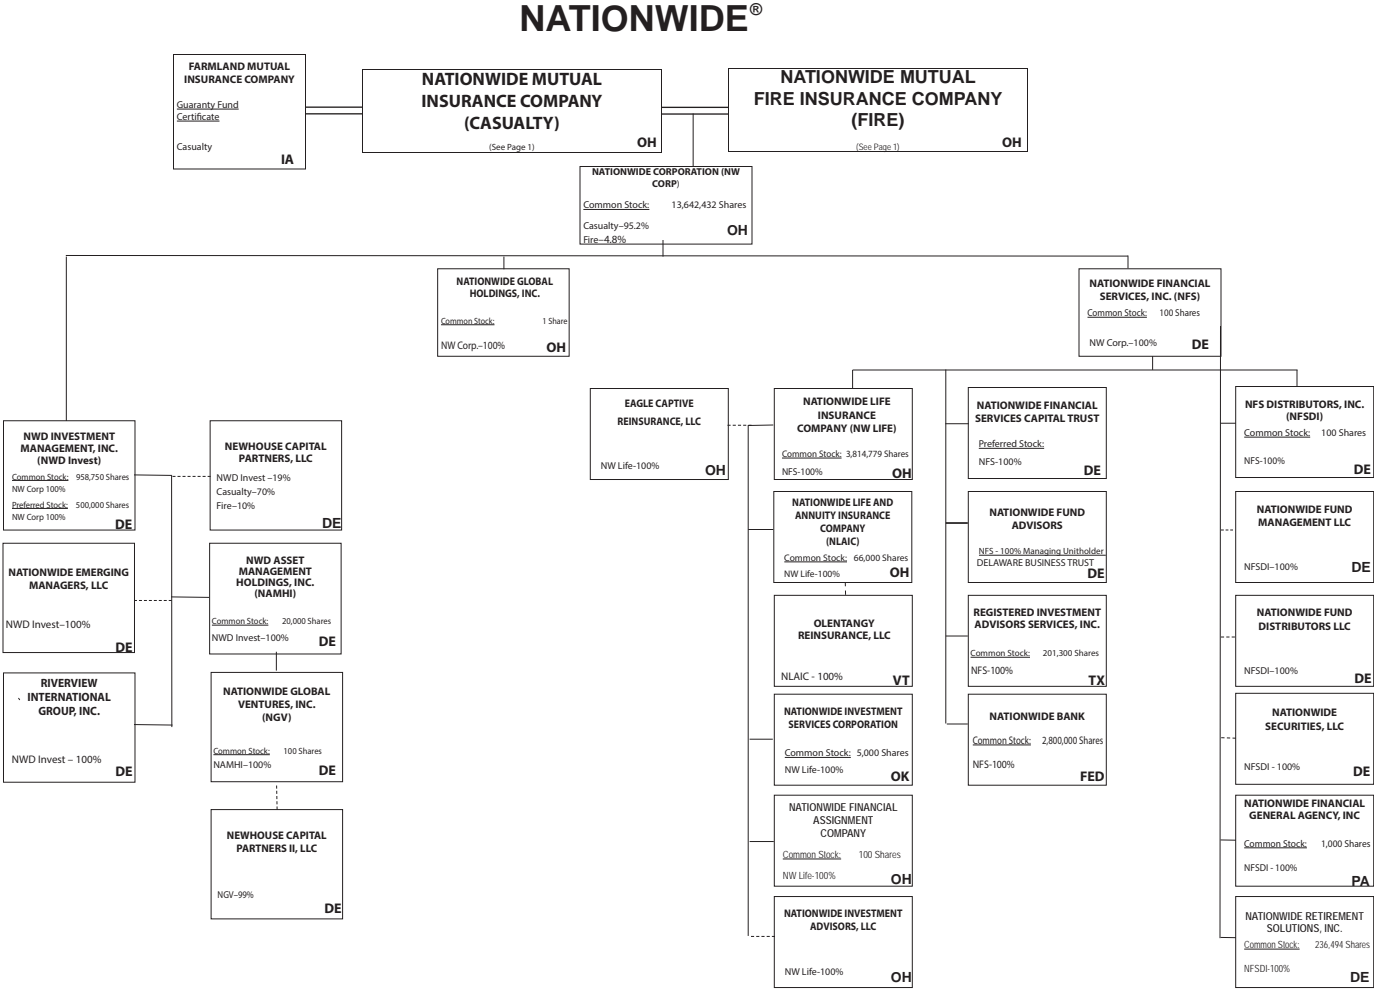 NATIONWIDE®
FARMLAND MUTUAL
INSURANCE COMPANY
Guaranty Fund
Certificate
Casualty
IA
NATIONWIDE MUTUAL
INSURANCE COMPANY
(CASUALTY)
(See Page 1)
OH
NATIONWIDE MUTUAL
FIRE INSURANCE COMPANY
(FIRE)
(See Page 1)
OH
NATIONWIDE CORPORATION (NW
CORP)
Common Stock: 13,642,432 Shares
Casualty–95.2%
Fire–4.8%
OH
NATIONWIDE GLOBAL
HOLDINGS, INC.
Common Stock: 1 Share
NW Corp.–100%
OH
NATIONWIDE FINANCIAL
SERVICES, INC. (NFS)
Common Stock: 100 Shares
NW Corp.–100%
DE
NWD INVESTMENT
MANAGEMENT, INC.
(NWD Invest)
Common Stock: 958,750 Shares
NW Corp 100%
Preferred Stock: 500,000 Shares
NW Corp 100%
DE
NEWHOUSE CAPITAL
PARTNERS, LLC
NWD Invest –19%
Casualty–70%
Fire–10%
DE
NATIONWIDE EMERGING
MANAGERS, LLC
NWD Invest–100%
DE
NWD ASSET
MANAGEMENT
HOLDINGS, INC.
(NAMHI)
Common Stock: 20,000 Shares
NWD Invest–100%
DE
RIVERVIEW
` INTERNATIONAL
GROUP, INC.
NWD Invest – 100%
DE
NATIONWIDE GLOBAL
VENTURES, INC.
(NGV)
Common Stock: 100 Shares
NAMHI–100%
DE
NEWHOUSE CAPITAL
PARTNERS II, LLC
NGV–99%
DE
EAGLE CAPTIVE
REINSURANCE, LLC
NW Life-100%
OH
NATIONWIDE LIFE
INSURANCE
COMPANY (NW LIFE)
Common Stock: 3,814,779 Shares
NFS-100%
OH
NATIONWIDE LIFE AND
ANNUITY INSURANCE
COMPANY
(NLAIC)
Common Stock: 66,000 Shares
NW Life-100%
OH
OLENTANGY
REINSURANCE, LLC
NLAIC - 100%
VT
NATIONWIDE INVESTMENT
SERVICES CORPORATION
Common Stock: 5,000 Shares
NW Life-100%
OK
NATIONWIDE FINANCIAL
ASSIGNMENT
COMPANY
Common Stock: 100 Shares
NW Life-100%
OH
NATIONWIDE INVESTMENT
ADVISORS, LLC
NW Life-100%
OH
NATIONWIDE FINANCIAL
SERVICES CAPITAL TRUST
Preferred Stock:
NFS-100%
DE
NATIONWIDE FUND
ADVISORS
NFS - 100% Managing Unitholder
DELAWARE BUSINESS TRUST
DE
REGISTERED INVESTMENT
ADVISORS SERVICES, INC.
Common Stock: 201,300 Shares
NFS-100%
TX
NATIONWIDE BANK
Common Stock: 2,800,000 Shares
NFS-100%
FED
NFS DISTRIBUTORS, INC.
(NFSDI)
Common Stock: 100 Shares
NFS-100%
DE
NATIONWIDE FUND
MANAGEMENT LLC
NFSDI–100%
DE
NATIONWIDE FUND
DISTRIBUTORS LLC
NFSDI–100%
DE
NATIONWIDE
SECURITIES, LLC
NFSDI - 100%
DE
NATIONWIDE FINANCIAL
GENERAL AGENCY, INC
Common Stock: 1,000 Shares
NFSDI - 100%
PA
NATIONWIDE RETIREMENT
SOLUTIONS, INC.
Common Stock: 236,494 Shares
NFSDI-100%
DE